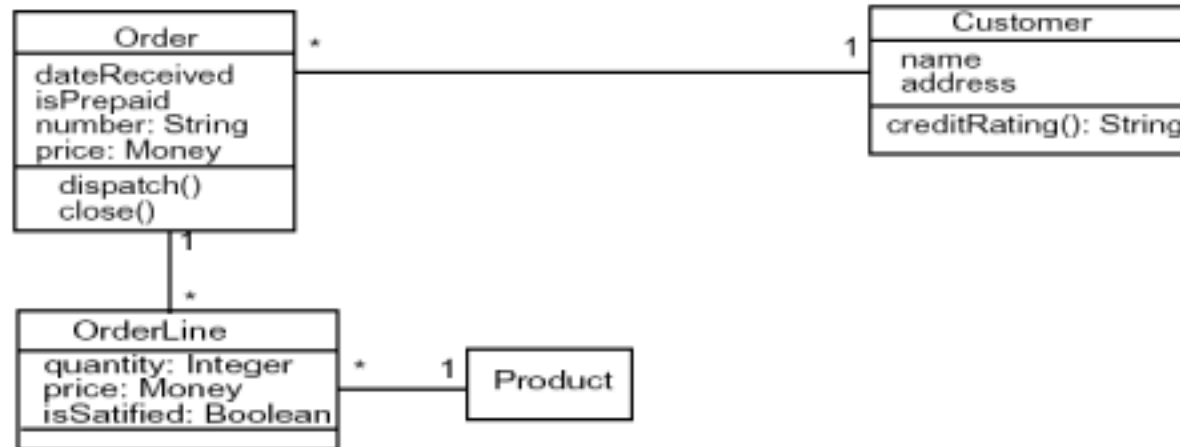 Order
dateReceived
isPrepaid
number: String
price: Money
dispatch()
close()
*
1
Customer
name
address
creditRating(): String
1
*
OrderLine
quantity: Integer
price: Money
isSatified: Boolean
*
1
Product